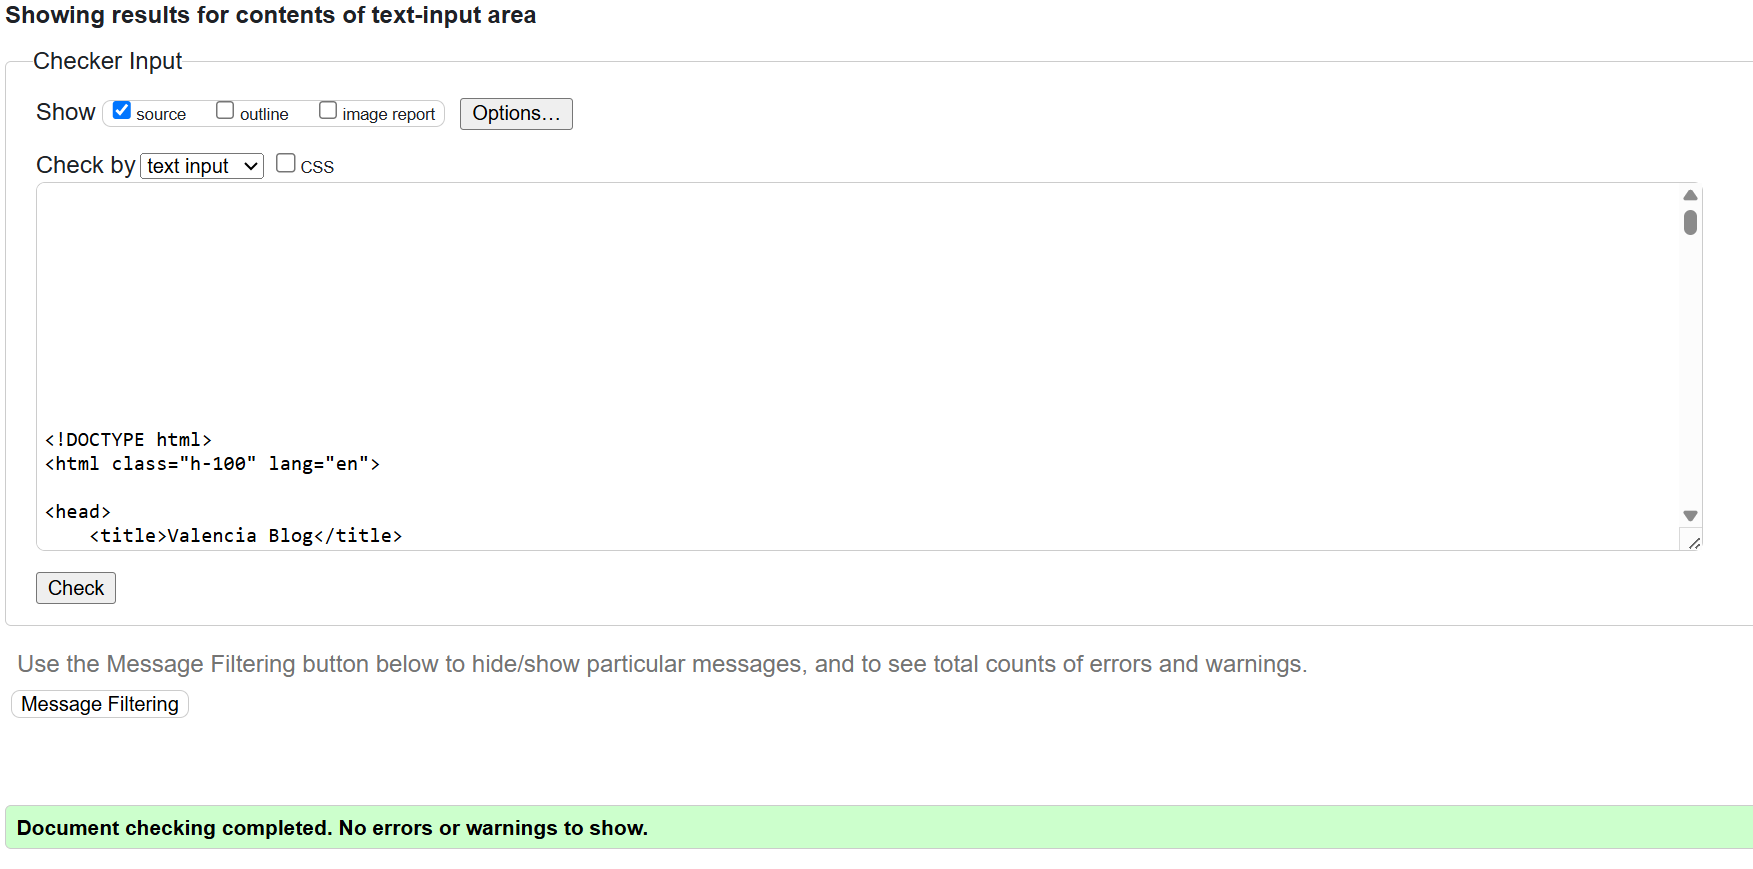 Showing results for contents of text-input area
Checker Input
Show source outline image report Options...
Check by text input CSS
<!DOCTYPE html>
<html class="h-100" lang="en">
<head>
    <title>Valencia Blog</title>
Check
Use the Message Filtering button below to hide/show particular messages, and to see total counts of errors and warnings.
Message Filtering
Document checking completed. No errors or warnings to show.